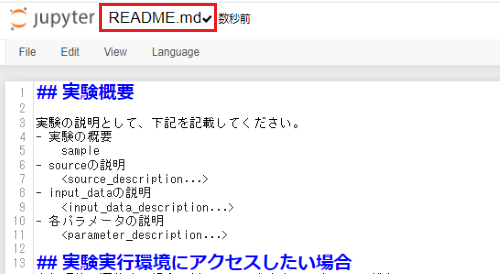 jupyter README.md✔数秒前
File Edit View Language
1 ## 実験概要
2
3 実験の説明として、下記を記載してください。
4 - 実験の概要
5 sample
6 - sourceの説明
7 <source_description...>
8 - input_dataの説明
9 <input_data_description...>
10 - 各パラメータの説明
11 <parameter_description...>
12
13 ## 実験実行環境にアクセスしたい場合